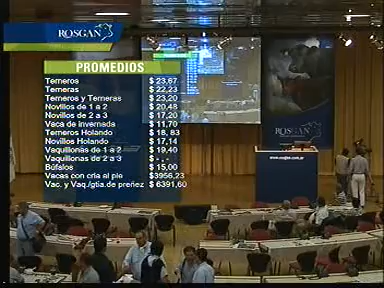 ROSGAN
PROMEDIOS
Terneros $ 23,67
Terneras $ 22,23
Terneros y Terneras $ 23,20
Novillos de 1 a 2 $ 20,48
Novillos de 2 a 3 $ 17,20
Vaca de invernada $ 11,70
Terneros Holando $ 18, 83
Novillos Holando $ 17,14
Vaquillonas de 1 a 2 $ 19,40
Vaquillonas de 2 a 3 $ -,-
Búfalos $ 15,00
Vacas con cria al pie $3956,23
Vac. y Vaq./gtia.de preñez $ 6391,60
ROSGAN
www.rosgan.com.ar